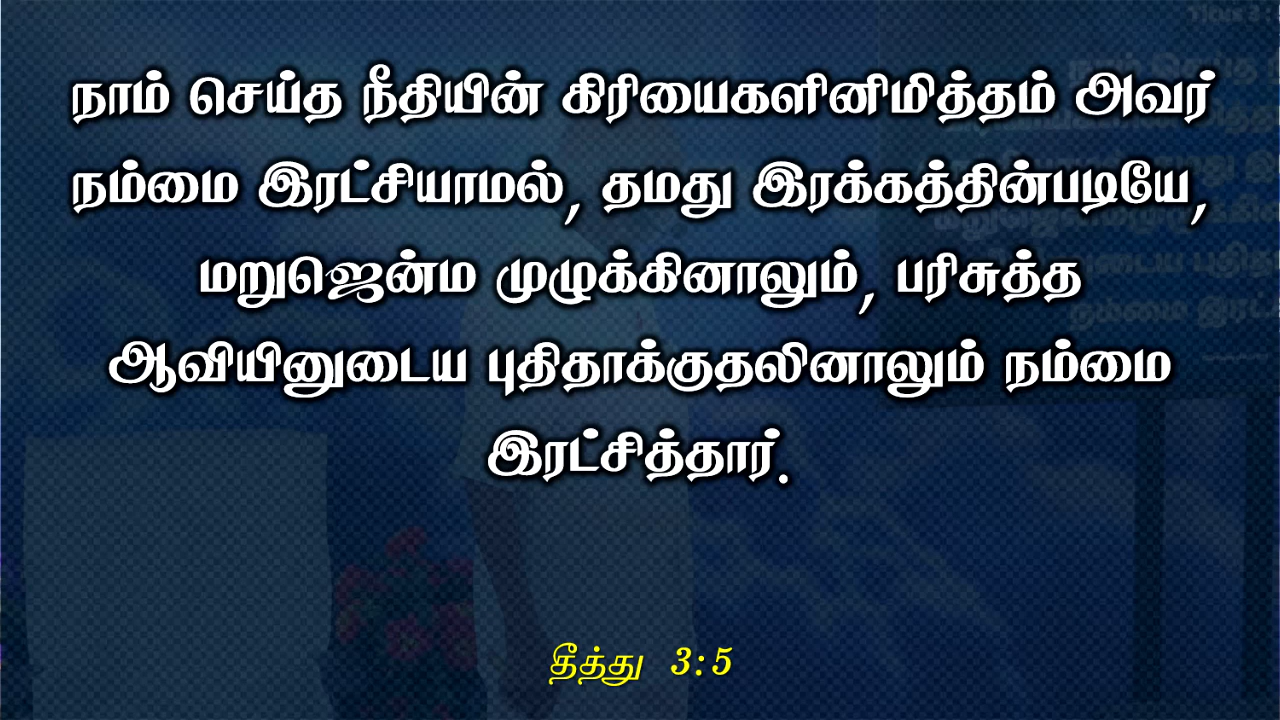 நாம் செய்த நீதியின் கிரியைகளினிமித்தம் அவர்
நம்மை இரட்சியாமல், தமது இரக்கத்தின்படியே,
மறுஜென்ம முழுக்கினாலும், பரிசுத்த
ஆவியினுடைய புதிதாக்குதலினாலும் நம்மை
இரட்சித்தார்.
தீத்து 3:5